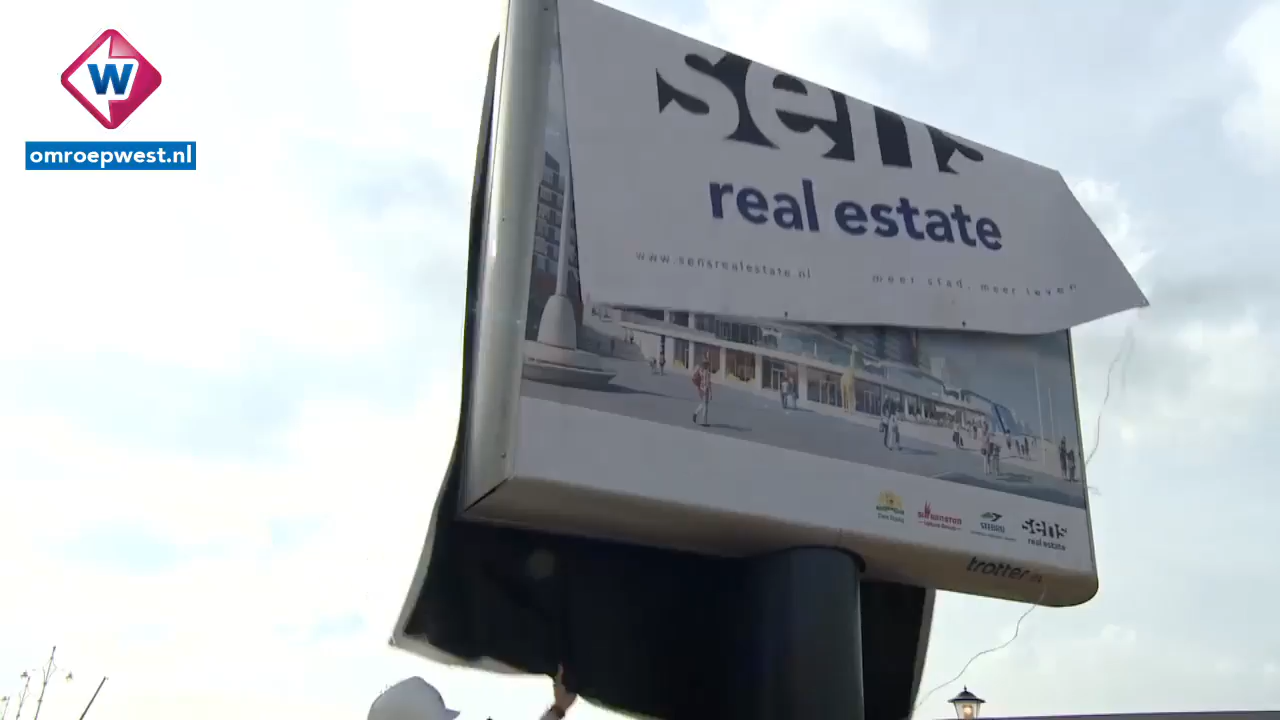 W
omroepwest.nl
sens
real estate
www.sensrealestate.nl
meer stad, meer leven
sens
real estate
trotter